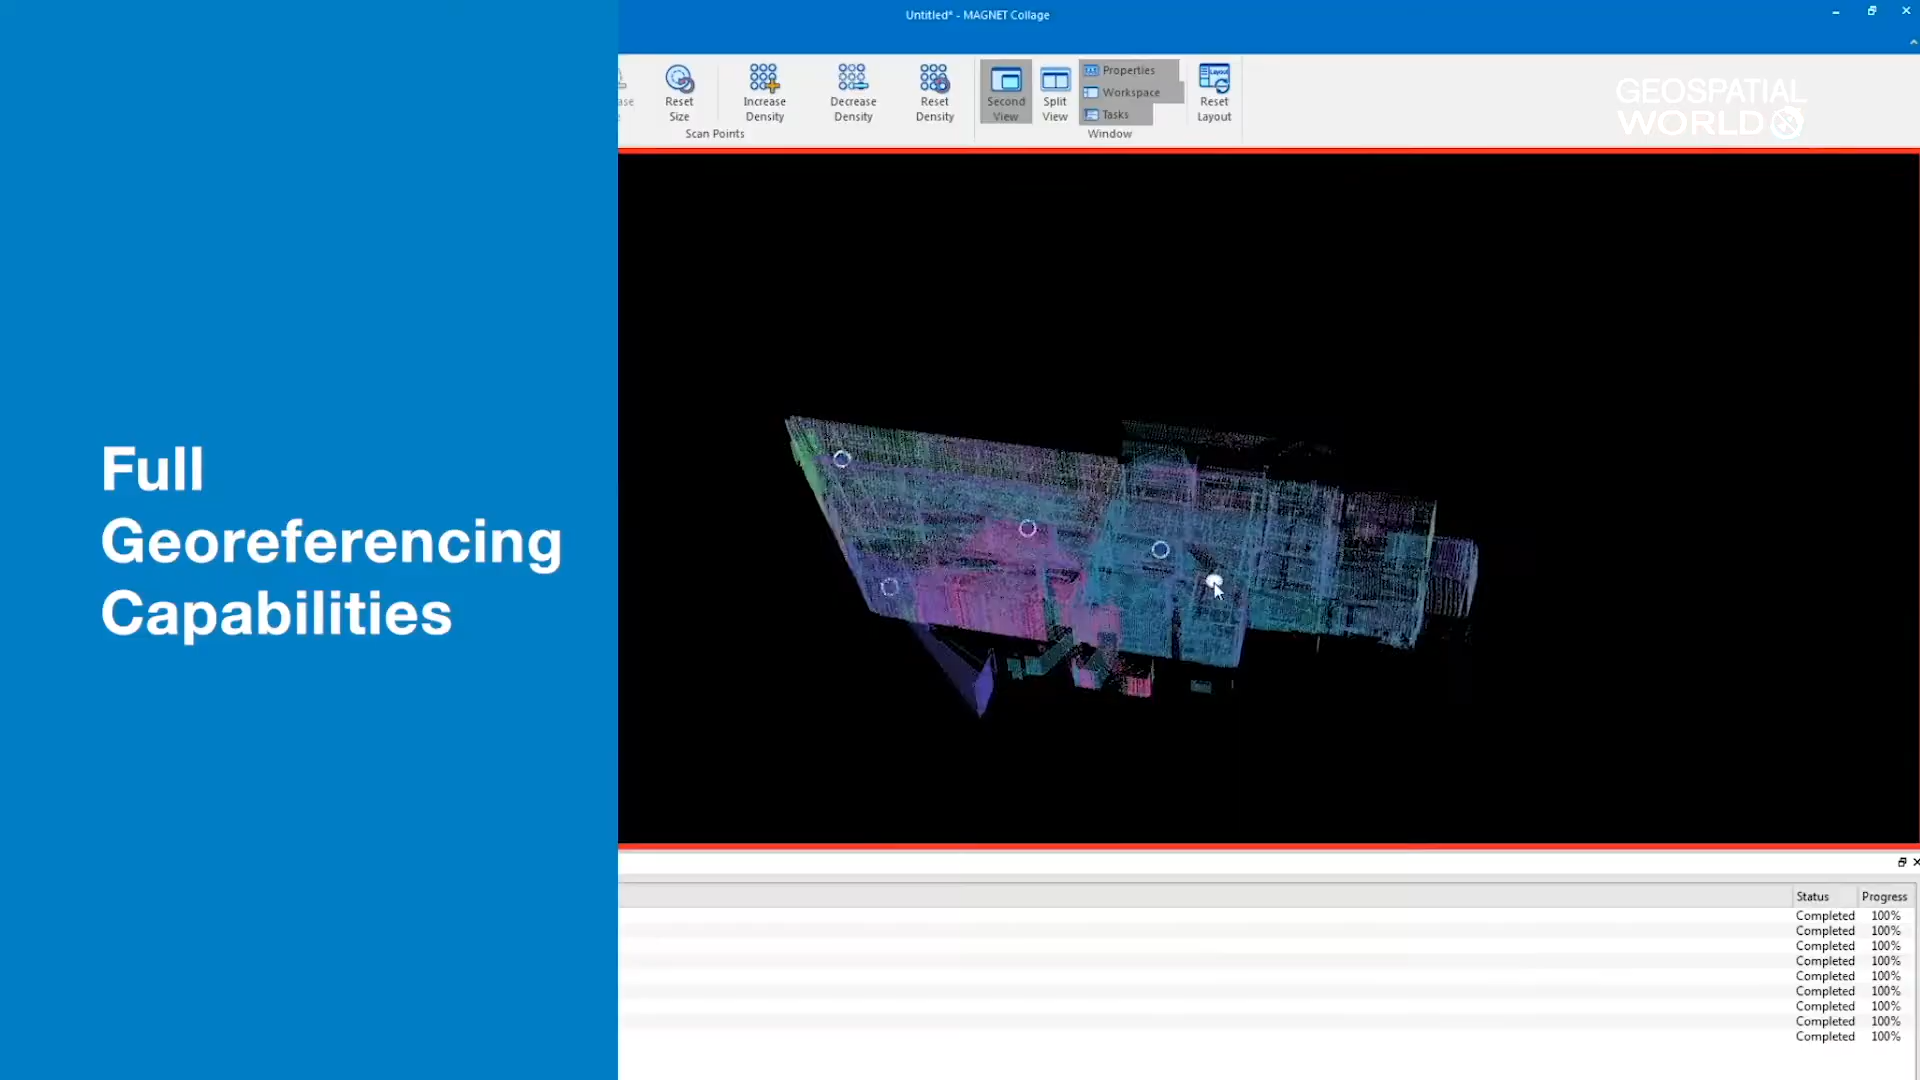 Untitled* - MAGNET Collage
Reset
Size
Increase
Density
Decrease
Density
Reset
Density
Scan Points
Second
View
Split
View
Properties
Workspace
Tasks
Window
Reset
Layout
GEOSPATIAL
WORLD
Full
Georeferencing
Capabilities
Status Progress
Completed 100%
Completed 100%
Completed 100%
Completed 100%
Completed 100%
Completed 100%
Completed 100%
Completed 100%
Completed 100%